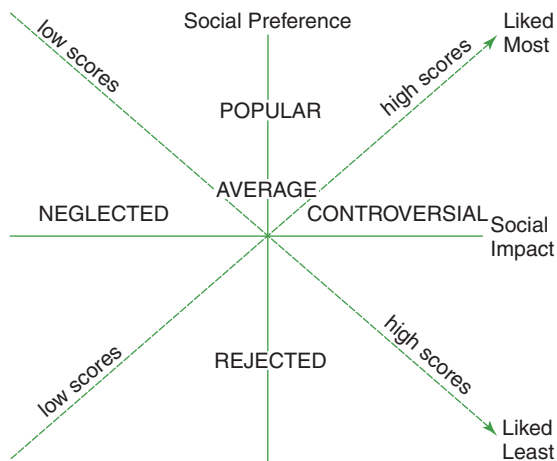 Social Preference
Liked
Most
low scores
high scores
POPULAR
AVERAGE
NEGLECTED
CONTROVERSIAL
Social
Impact
low scores
REJECTED
high scores
Liked
Least